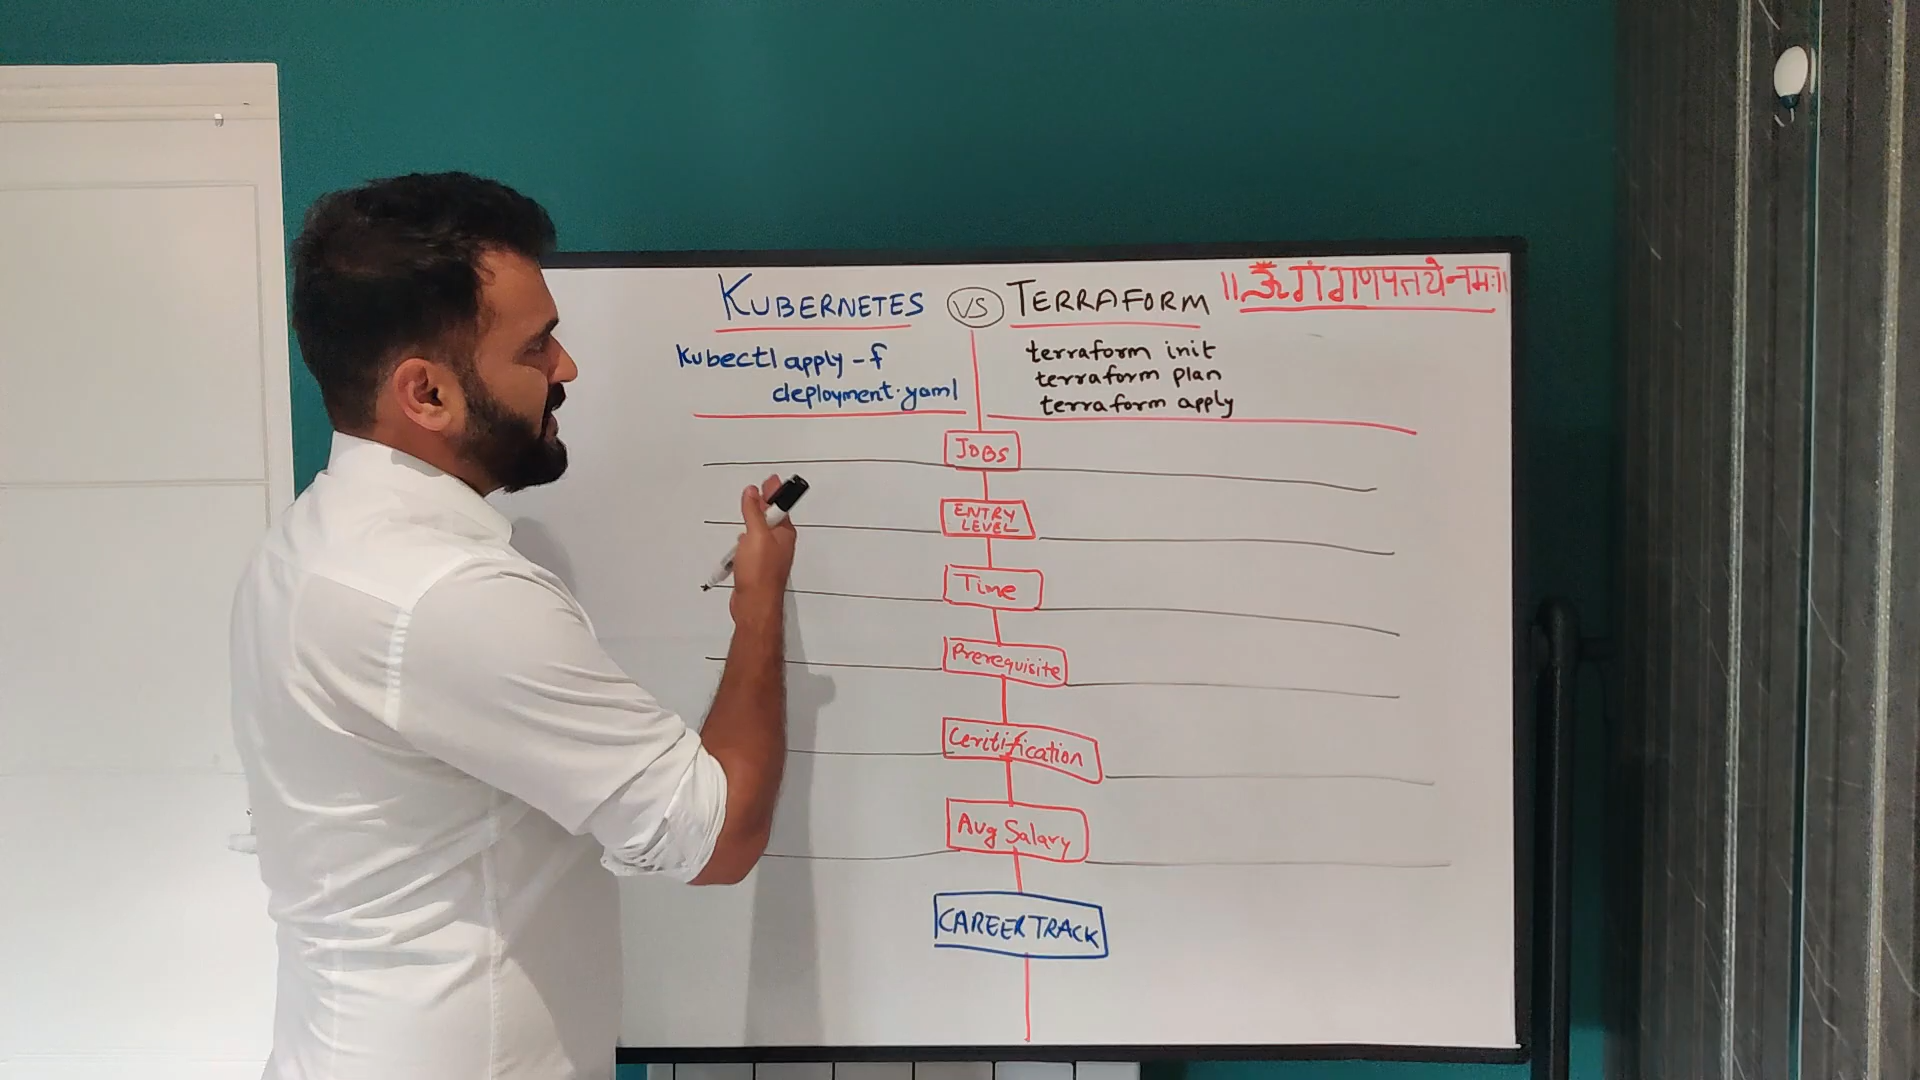 KUBERNETES VS TERRAFORM ||ॐ गं गणपतये नमः||
Kubectl apply -f
deployment.yaml
terraform init
terraform plan
terraform apply
JOBS
ENTRY
LEVEL
Time
Prerequisite
Ceritification
Avg Salary
CAREER TRACK